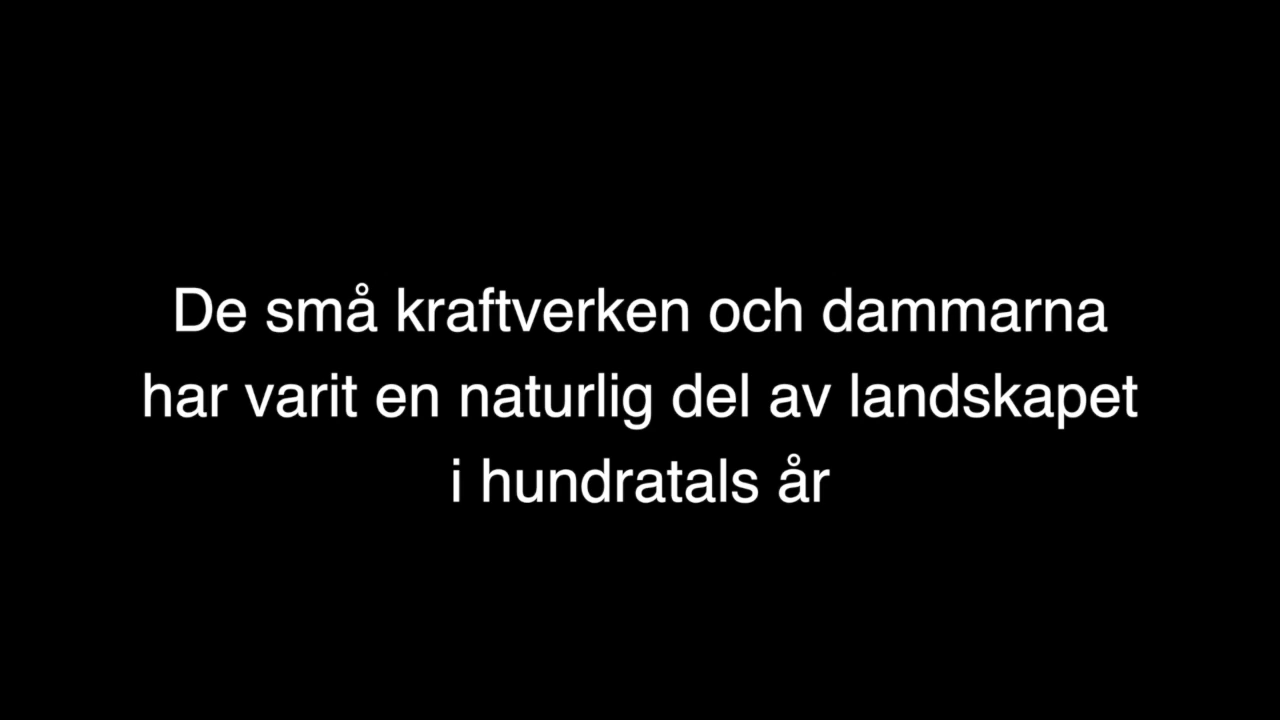 De små kraftverken och dammarna
har varit en naturlig del av landskapet
i hundratals år